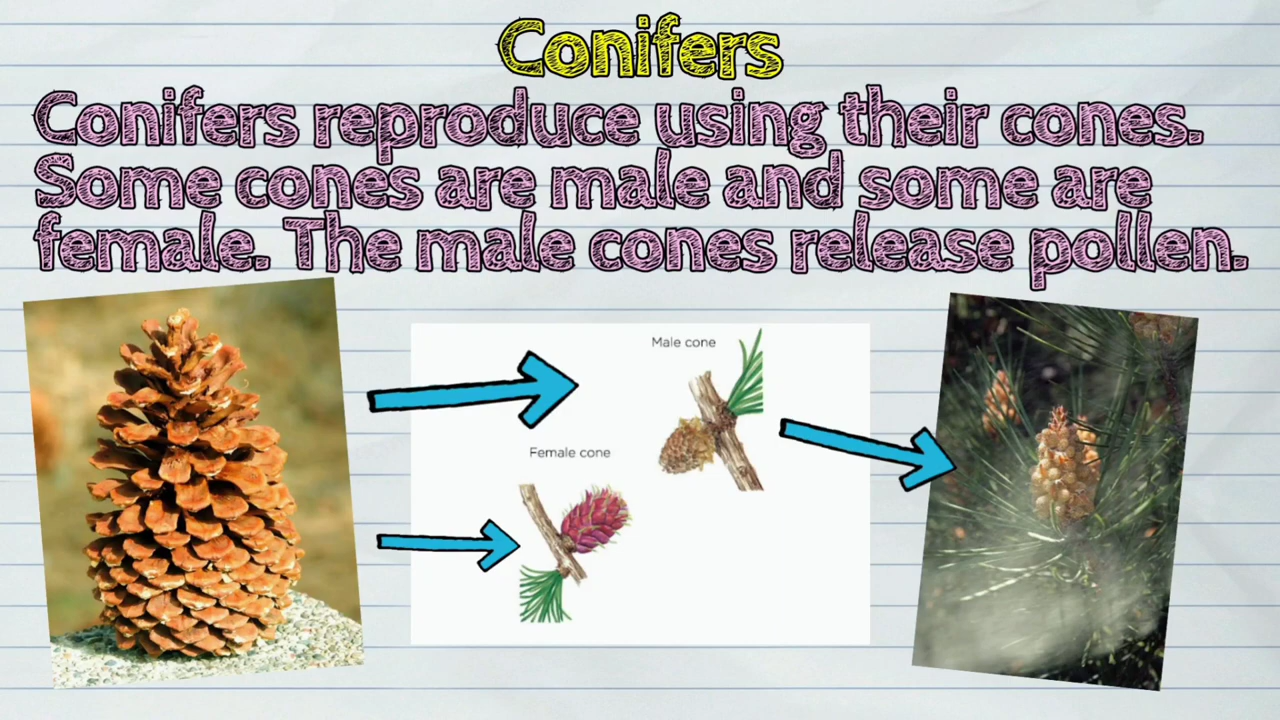 Conifers
Conifers reproduce using their cones.
Some cones are male and some are
female. The male cones release pollen.
Male cone
Female cone